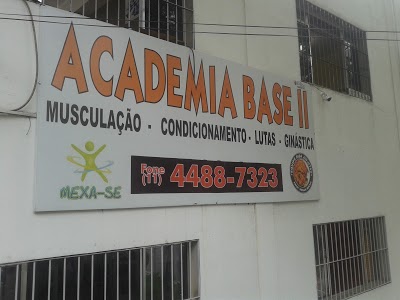 ACADEMIA BASE II
MUSCULAÇÃO - CONDICIONAMENTO - LUTAS - GINÁSTICA
MEXA-SE
Fone
(11) 4488-7323